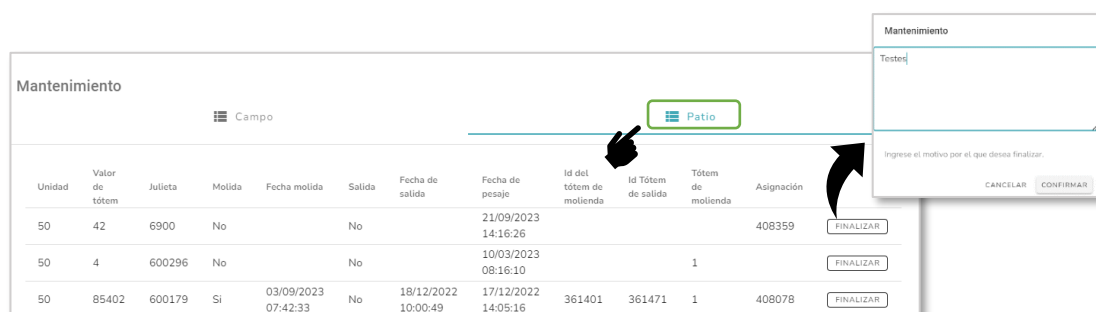 Mantenimiento
Campo
Patio
Unidad Valor de tótem Julieta Molida Fecha molida Salida Fecha de salida Fecha de pesaje Id del tótem de molienda Id Tótem de salida Tótem de molienda Asignación
50 42 6900 No No 21/09/2023 14:16:26 408359 FINALIZAR
50 4 600296 No No 10/03/2023 08:16:10 1 FINALIZAR
50 85402 600179 Si 03/09/2023 07:42:33 No 18/12/2022 10:00:49 17/12/2022 14:05:16 361401 361471 1 408078 FINALIZAR
Mantenimiento
Testes
Ingrese el motivo por el que desea finalizar.
CANCELAR CONFIRMAR